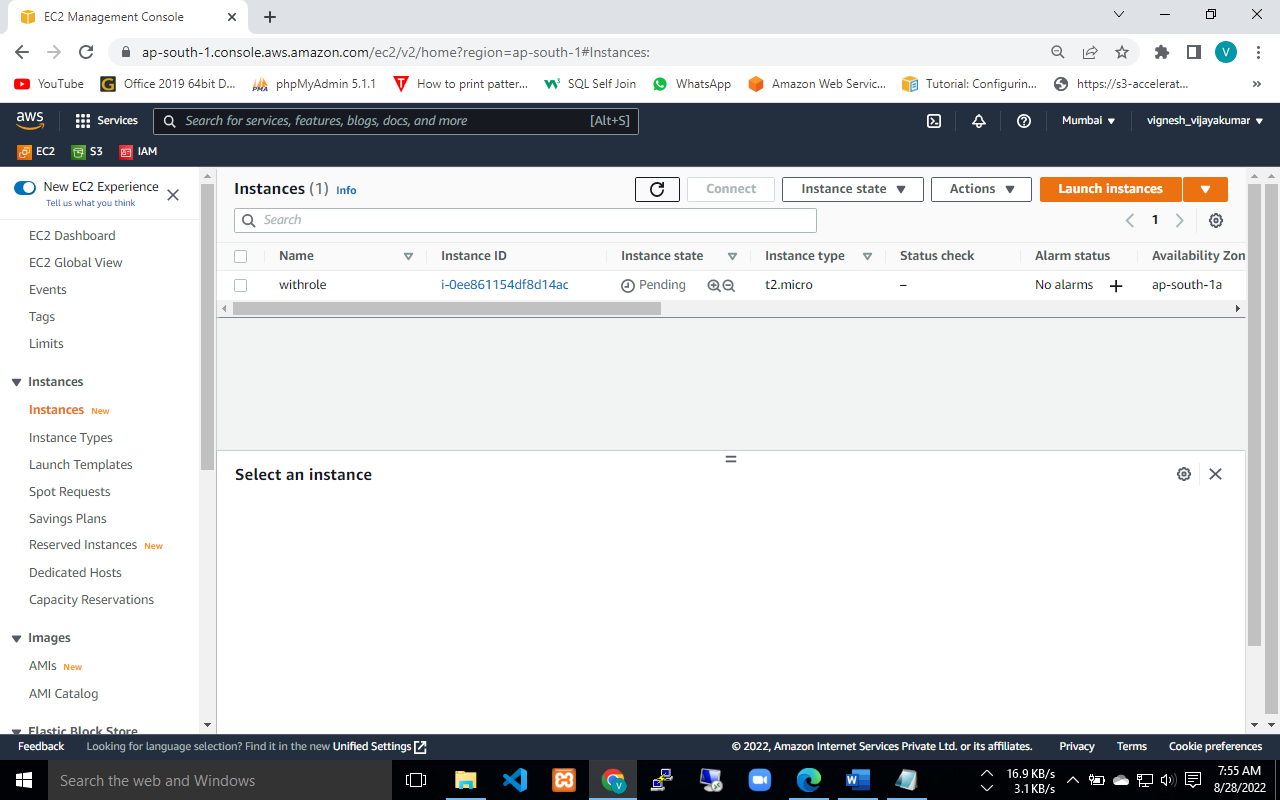 EC2 Management Console
ap-south-1.console.aws.amazon.com/ec2/v2/home?region=ap-south-1#Instances:
V
YouTube
Office 2019 64bit D...
phpMyAdmin 5.1.1
How to print patter...
SQL Self Join
WhatsApp
Amazon Web Servic...
Tutorial: Configurin...
https://s3-accelerat...
aws
Services
Search for services, features, blogs, docs, and more
[Alt+S]
Mumbai
vignesh_vijayakumar
EC2
S3
IAM
New EC2 Experience
Tell us what you think
EC2 Dashboard
EC2 Global View
Events
Tags
Limits
Instances
Instances New
Instance Types
Launch Templates
Spot Requests
Savings Plans
Reserved Instances New
Dedicated Hosts
Capacity Reservations
Images
AMIs New
AMI Catalog
Elastic Block Store
Instances (1) Info
Connect
Instance state
Actions
Launch instances
Search
1
Name Instance ID Instance state Instance type Status check Alarm status Availability Zon
withrole i-0ee861154df8d14ac Pending t2.micro – No alarms + ap-south-1a
Select an instance
Feedback
Looking for language selection? Find it in the new Unified Settings
© 2022, Amazon Internet Services Private Ltd. or its affiliates.
Privacy
Terms
Cookie preferences
Search the web and Windows
16.9 KB/s
3.1 KB/s
7:55 AM
8/28/2022